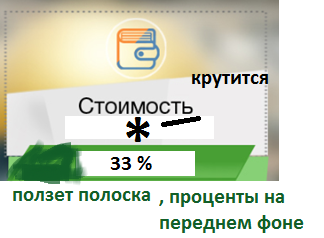 крутится
Стоимость
*
33 %
ползет полоска , проценты на
переднем фоне